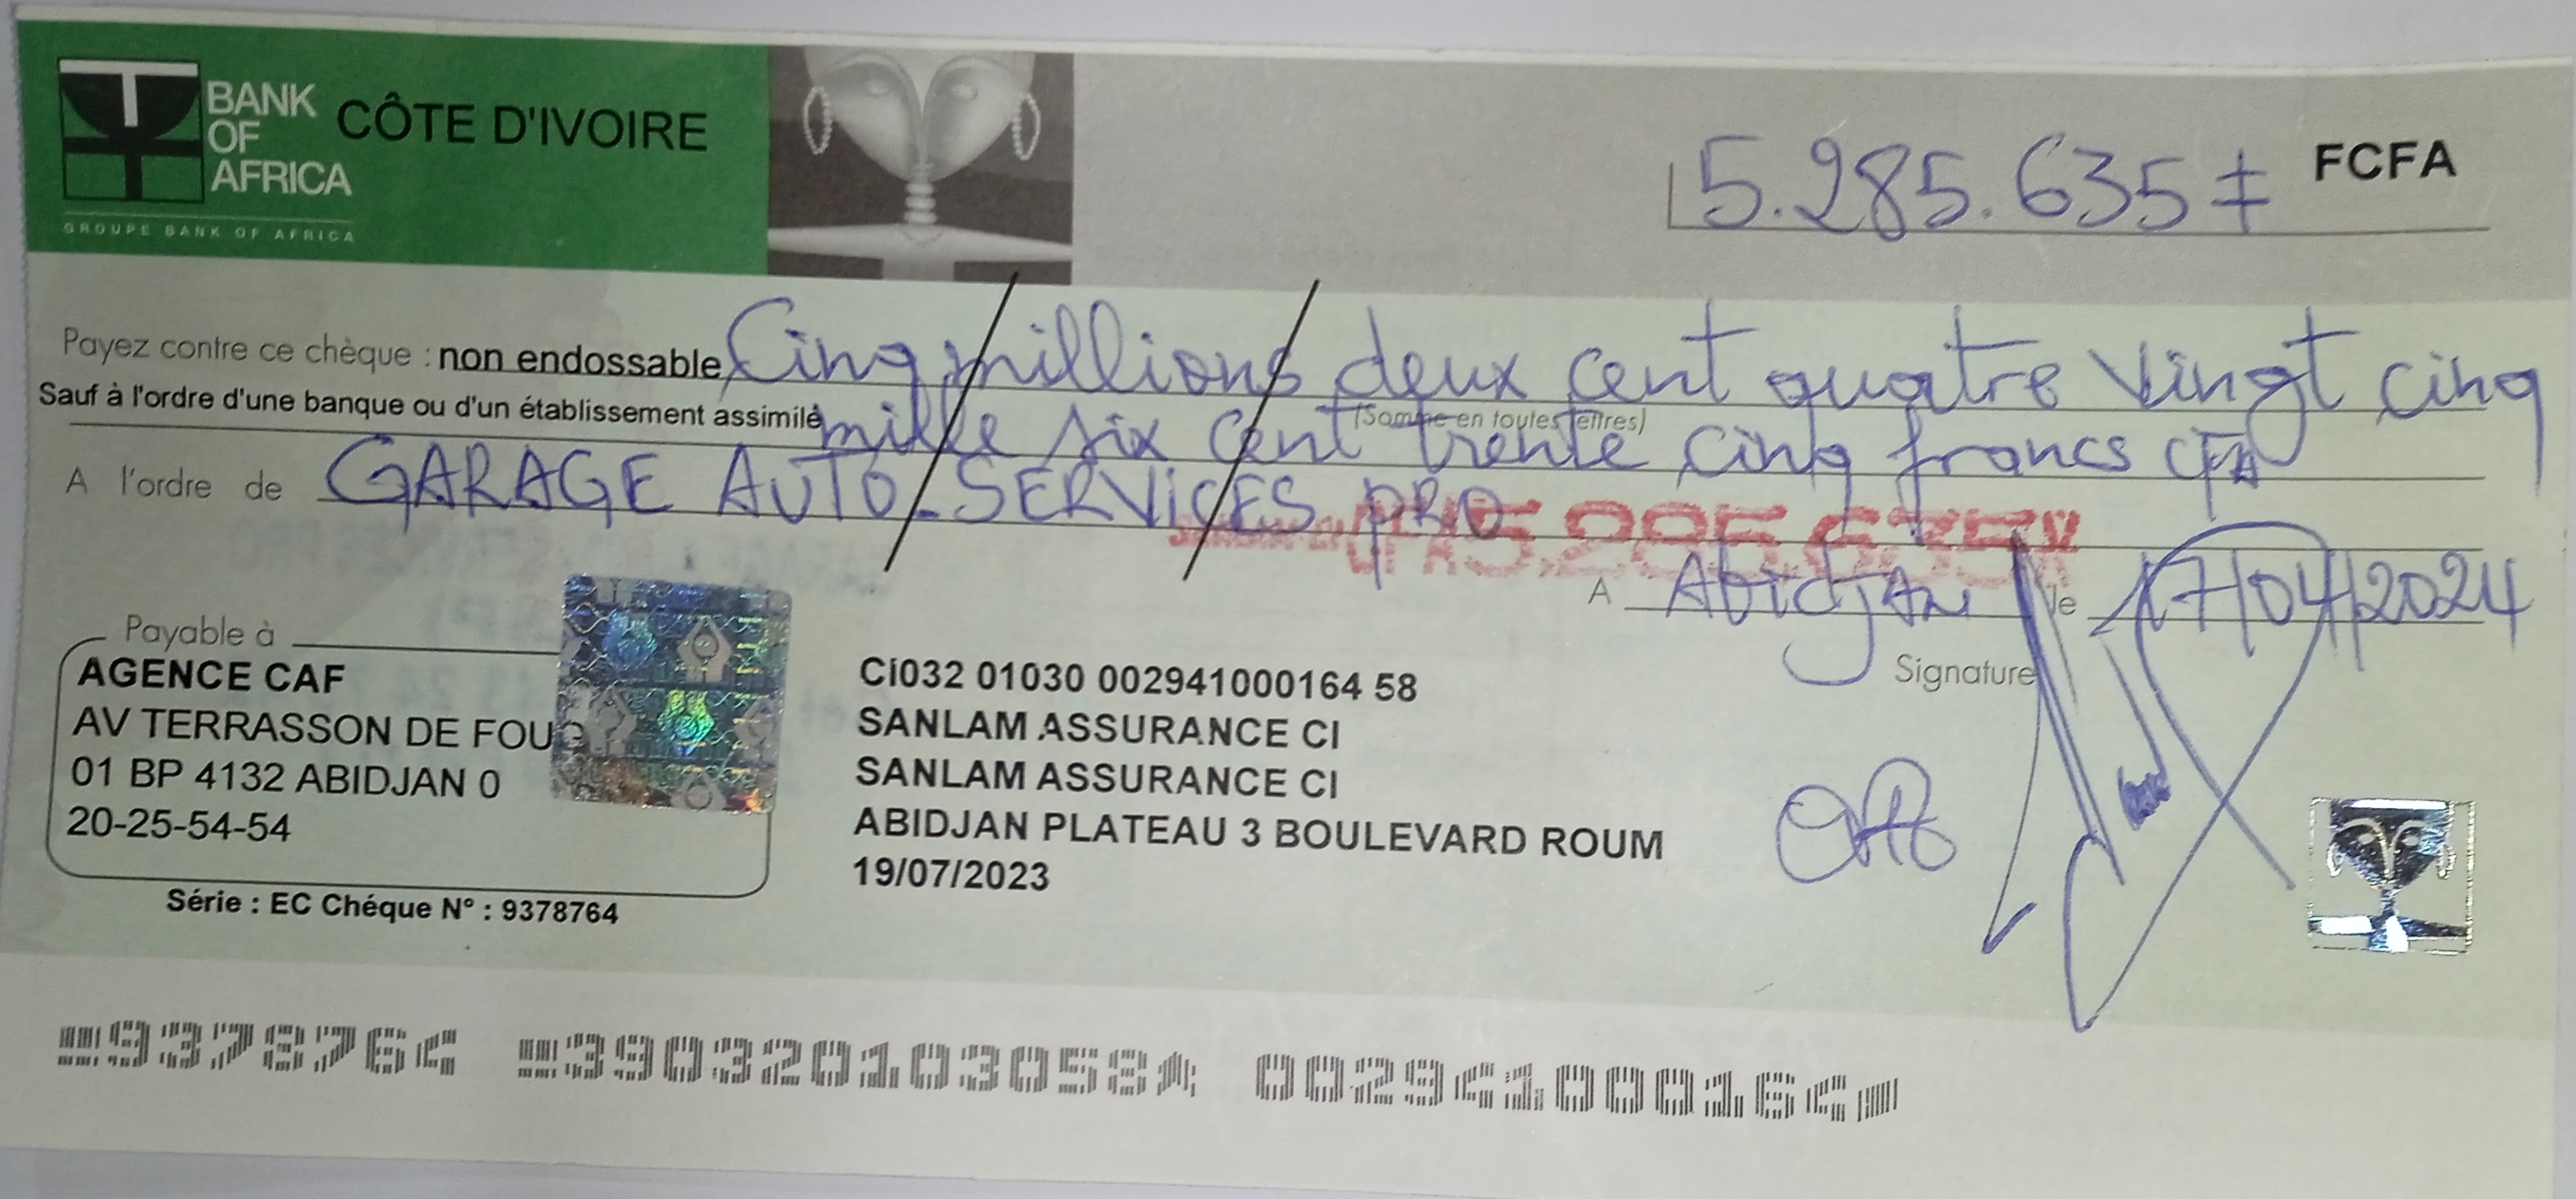 BANK OF AFRICA
CÔTE D'IVOIRE
GROUPE BANK OF AFRICA
5.285.635 FCFA
Payez contre ce chèque : non endossable Cinq millions deux cent quatre vingt cinq
Sauf à l'ordre d'une banque ou d'un établissement assimilé
(Somme en toutes lettres)
mille six cent trente cinq francs CFA
A l'ordre de GARAGE AUTO-SERVICES PRO
5.285.635
A Abidjan le 17/04/2024
Payable à
Signature
AGENCE CAF
AV TERRASSON DE FOUG
01 BP 4132 ABIDJAN 0
20-25-54-54
CI032 01030 002941000164 58
SANLAM ASSURANCE CI
SANLAM ASSURANCE CI
ABIDJAN PLATEAU 3 BOULEVARD ROUM
19/07/2023
Série : EC Chéque N° : 9378764
9378764 390320103058 002941000164